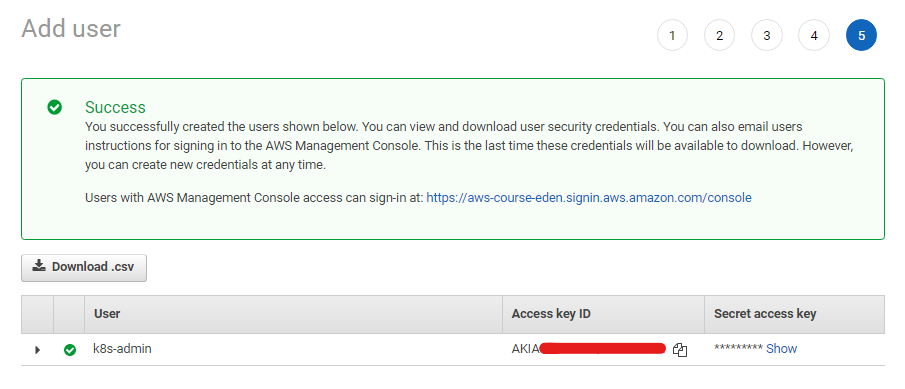 Add user
1 2 3 4 5
Success
You successfully created the users shown below. You can view and download user security credentials. You can also email users
instructions for signing in to the AWS Management Console. This is the last time these credentials will be available to download. However,
you can create new credentials at any time.
Users with AWS Management Console access can sign-in at: https://aws-course-eden.signin.aws.amazon.com/console
Download .csv
User Access key ID Secret access key
k8s-admin AKIA ********* Show